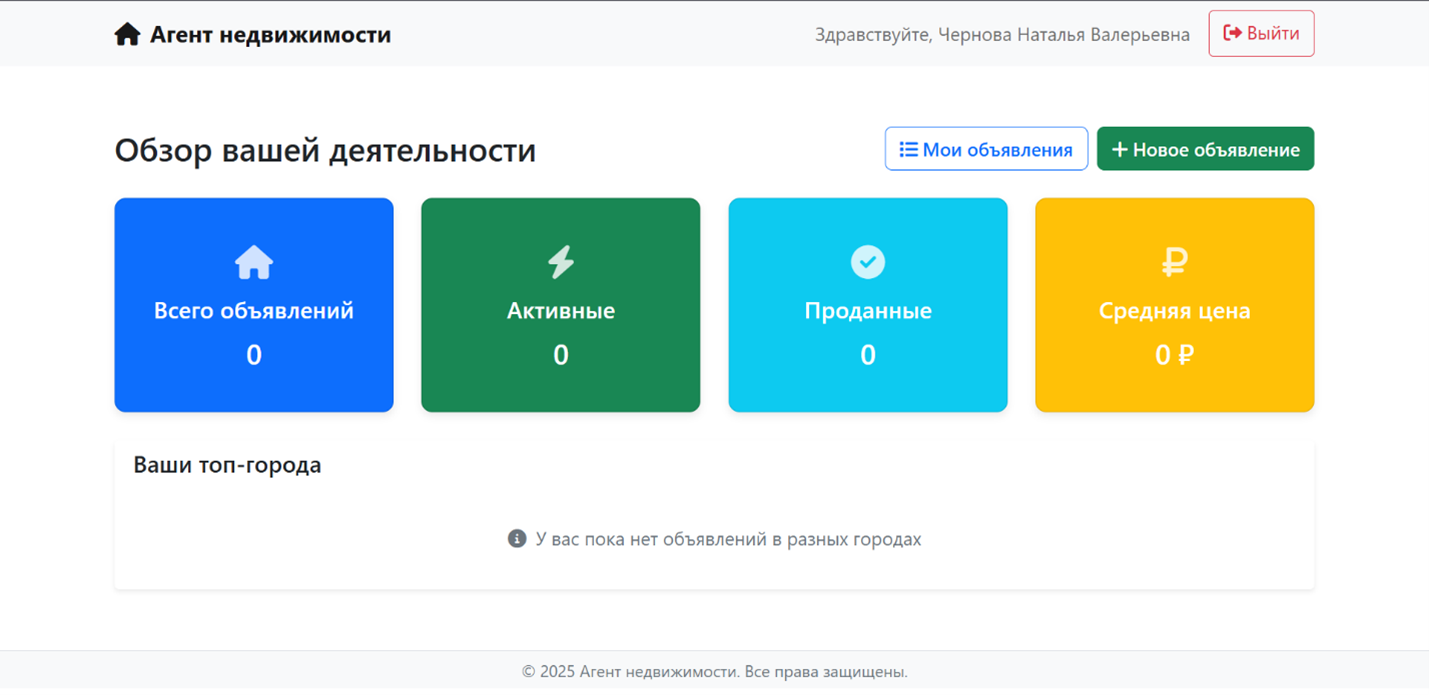 Агент недвижимости
Здравствуйте, Чернова Наталья Валерьевна
Выйти
Обзор вашей деятельности
Мои объявления
Новое объявление
Всего объявлений
0
Активные
0
Проданные
0
Средняя цена
0 ₽
Ваши топ-города
У вас пока нет объявлений в разных городах
© 2025 Агент недвижимости. Все права защищены.